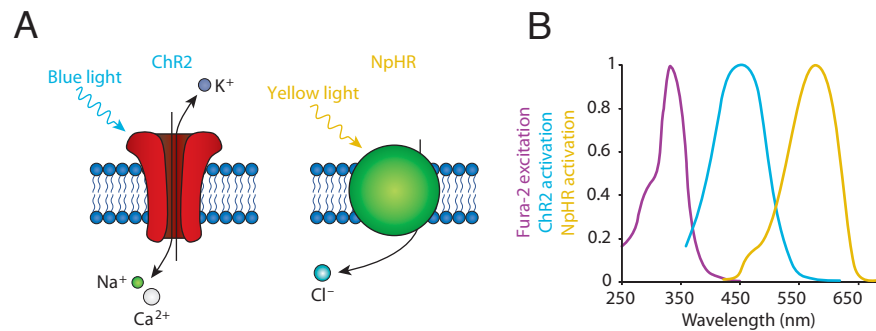 A
Blue light
ChR2
K+
Na+
Ca2+
NpHR
Yellow light
Cl−
B
Fura-2 excitation
ChR2 activation
NpHR activation
1
0.8
0.6
0.4
0.2
0
250
350
450
550
650
Wavelength (nm)